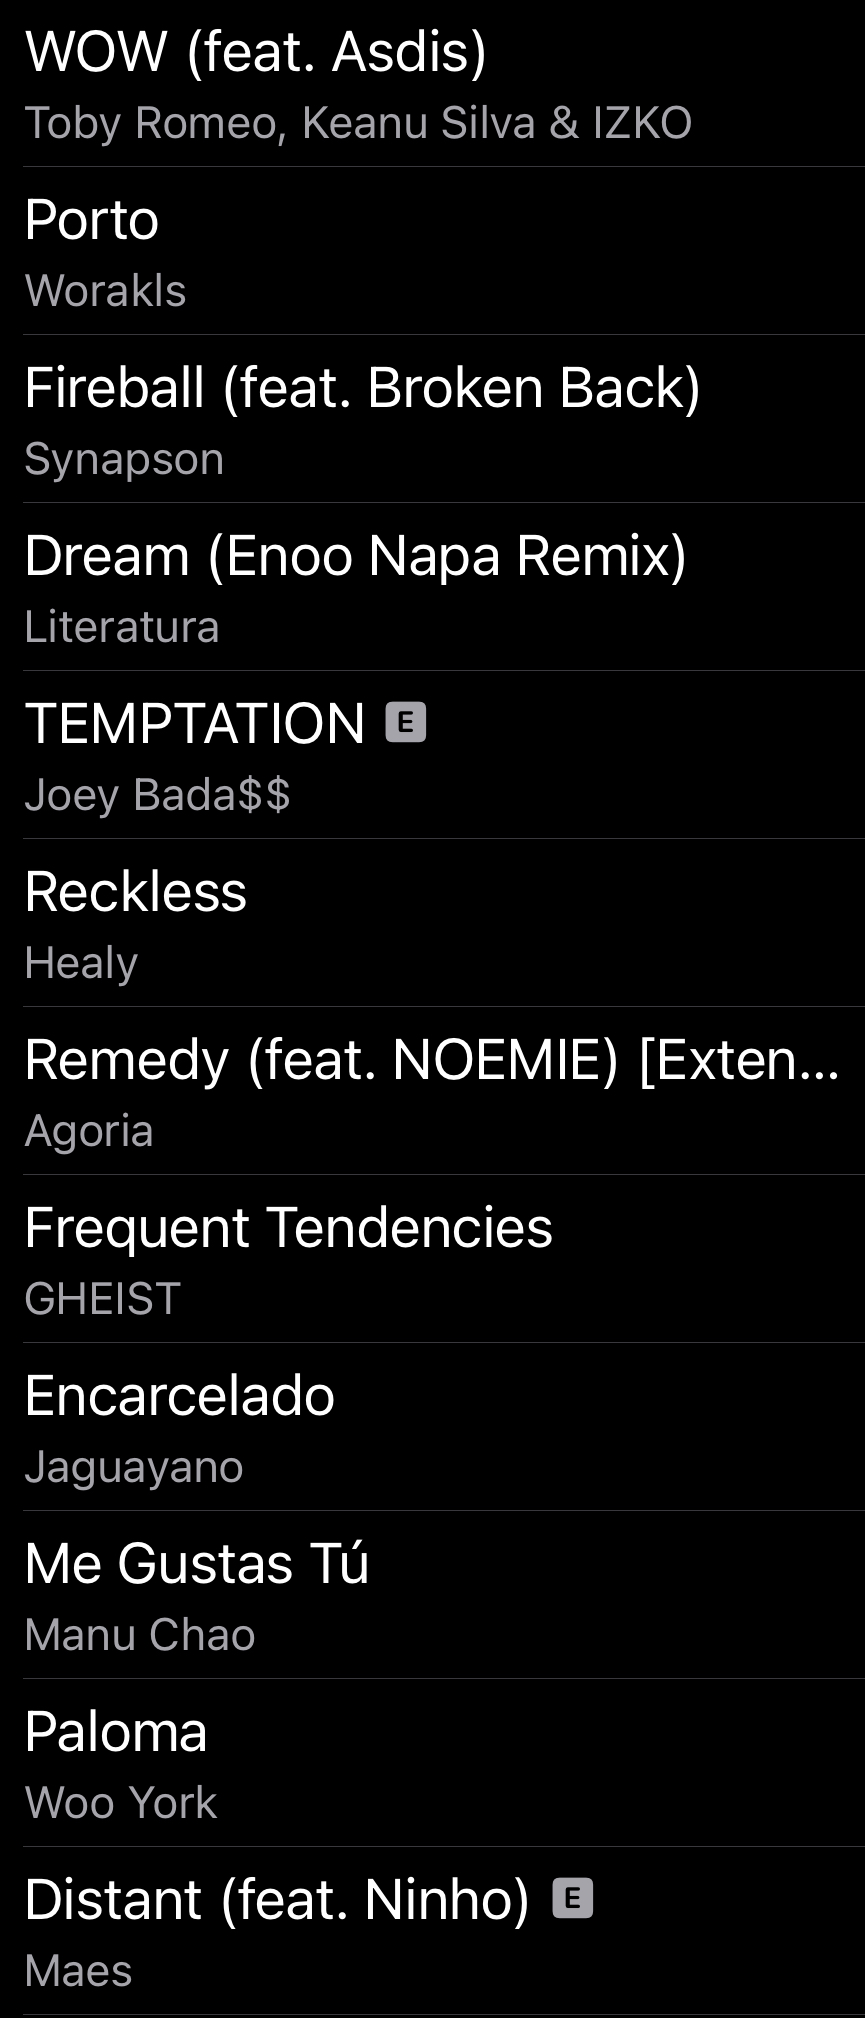 WOW (feat. Asdis)
Toby Romeo, Keanu Silva & IZKO
Porto
Worakls
Fireball (feat. Broken Back)
Synapson
Dream (Enoo Napa Remix)
Literatura
TEMPTATION E
Joey Bada$$
Reckless
Healy
Remedy (feat. NOEMIE) [Exten...
Agoria
Frequent Tendencies
GHEIST
Encarcelado
Jaguayano
Me Gustas Tú
Manu Chao
Paloma
Woo York
Distant (feat. Ninho) E
Maes